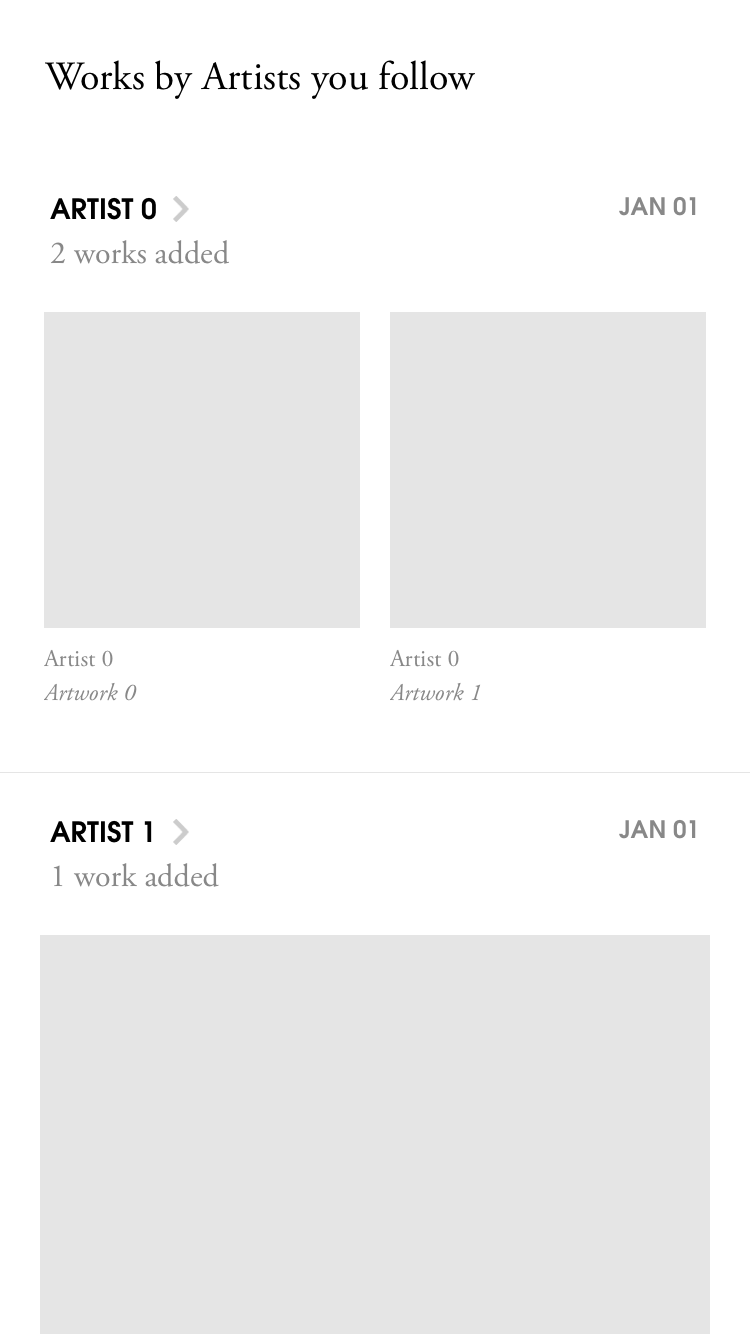 Works by Artists you follow
ARTIST 0
JAN 01
2 works added
Artist 0
Artwork 0
Artist 0
Artwork 1
ARTIST 1
JAN 01
1 work added